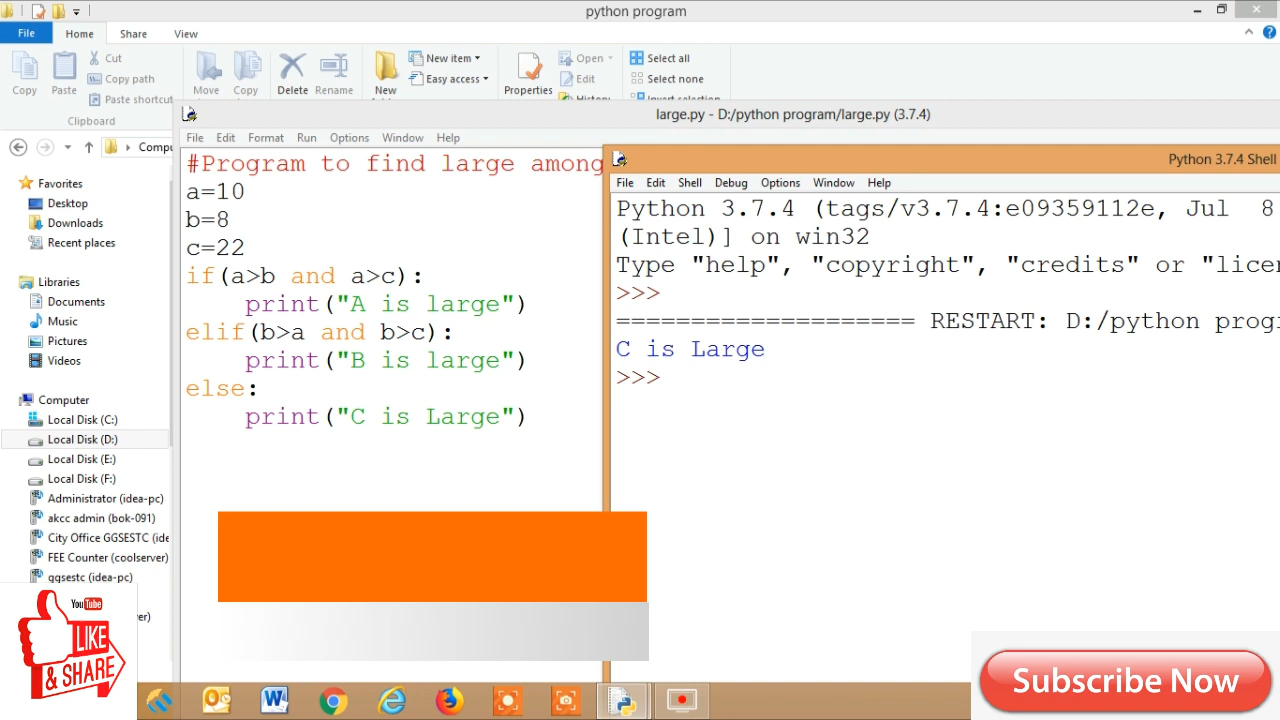 python program
File Home Share View
Copy
Paste
Cut
Copy path
Paste shortcut
Clipboard
Move
Copy
Delete
Rename
New
New item
Easy access
Properties
Open
Edit
History
Select all
Select none
Invert selection
Compu
Favorites
Desktop
Downloads
Recent places
Libraries
Documents
Music
Pictures
Videos
Computer
Local Disk (C:)
Local Disk (D:)
Local Disk (E:)
Local Disk (F:)
Administrator (idea-pc)
akcc admin (bok-091)
City Office GGSESTC (ide
FEE Counter (coolserver)
ggsestc (idea-pc)
ver)
large.py - D:/python program/large.py (3.7.4)
File Edit Format Run Options Window Help
#Program to find large among
a=10
b=8
c=22
if(a>b and a>c):
    print("A is large")
elif(b>a and b>c):
    print("B is large")
else:
    print("C is Large")
Python 3.7.4 Shell
File Edit Shell Debug Options Window Help
Python 3.7.4 (tags/v3.7.4:e09359112e, Jul  8
(Intel)] on win32
Type "help", "copyright", "credits" or "licen
>>>
==================== RESTART: D:/python progr
C is Large
>>>
YouTube
LIKE
& SHARE
Subscribe Now